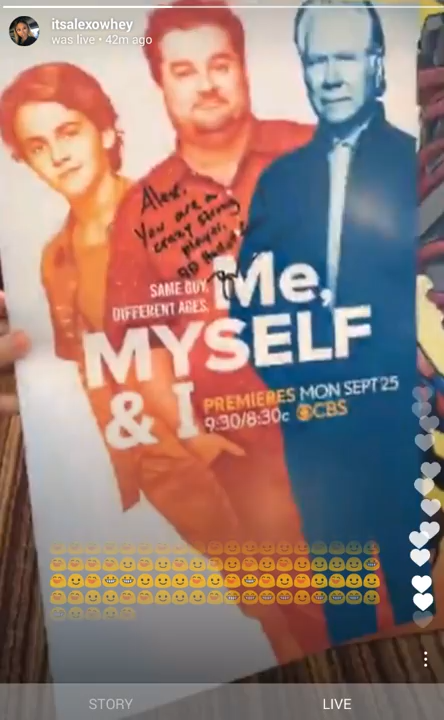 itsalexowhey
was live • 42m ago
Alex,
You are a
crazy strong
player.
SAME GUY.
DIFFERENT AGES.
Me,
MYSELF
& I
PREMIERES MON SEPT 25
9:30/8:30c CBS
STORY
LIVE